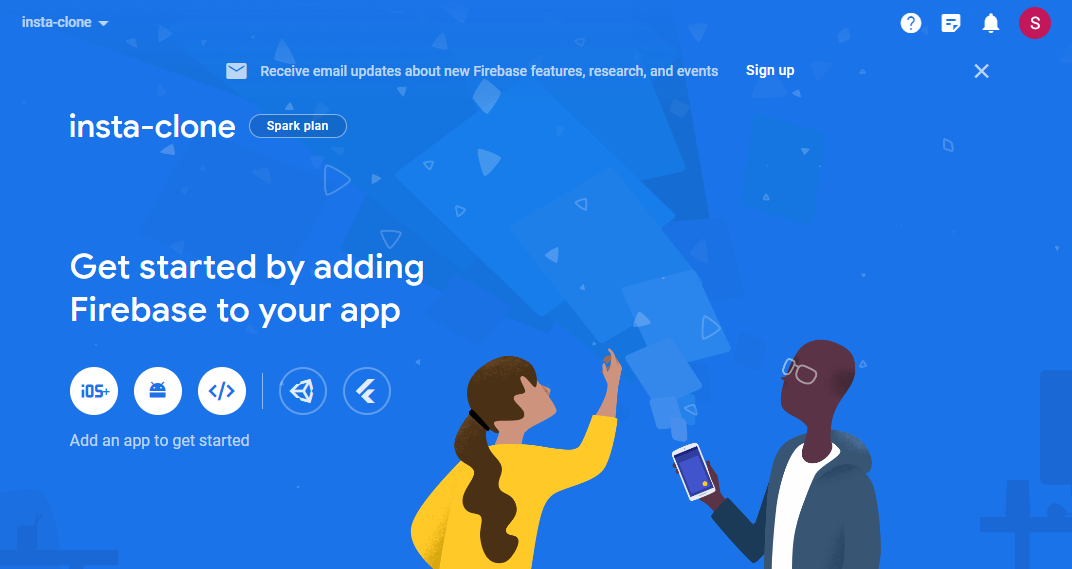 insta-clone
S
Receive email updates about new Firebase features, research, and events Sign up
insta-clone Spark plan
Get started by adding
Firebase to your app
iOS+ </>
Add an app to get started